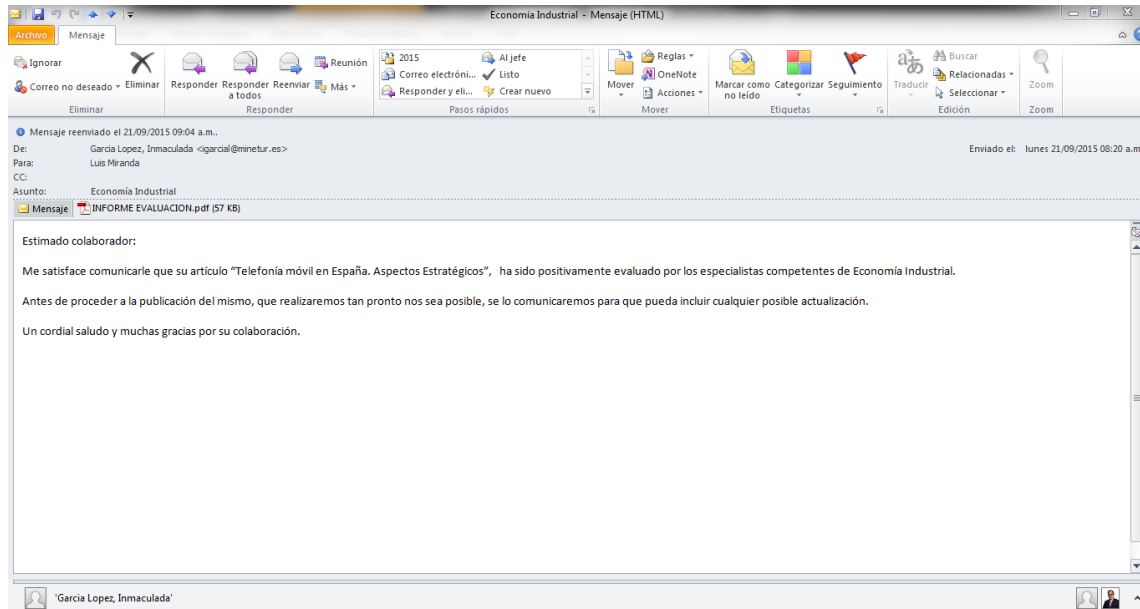 Economía Industrial - Mensaje (HTML)
Archivo Mensaje
Ignorar
Correo no deseado
Eliminar
Eliminar
Responder
Responder a todos
Reenviar
Reunión
Más
Responder
2015
Correo electróni...
Responder y eli...
Al jefe
Listo
Crear nuevo
Pasos rápidos
Mover
Reglas
OneNote
Acciones
Mover
Marcar como no leído
Categorizar
Seguimiento
Etiquetas
Traducir
Buscar
Relacionadas
Seleccionar
Edición
Zoom
Zoom
Mensaje reenviado el 21/09/2015 09:04 a.m..
De: Garcia Lopez, Inmaculada <igarcial@minetur.es> Enviado el: lunes 21/09/2015 08:20 a.m
Para: Luis Miranda
CC:
Asunto: Economía Industrial
Mensaje INFORME EVALUACION.pdf (57 KB)
Estimado colaborador:
Me satisface comunicarle que su artículo “Telefonía móvil en España. Aspectos Estratégicos”, ha sido positivamente evaluado por los especialistas competentes de Economía Industrial.
Antes de proceder a la publicación del mismo, que realizaremos tan pronto nos sea posible, se lo comunicaremos para que pueda incluir cualquier posible actualización.
Un cordial saludo y muchas gracias por su colaboración.
'Garcia Lopez, Inmaculada'